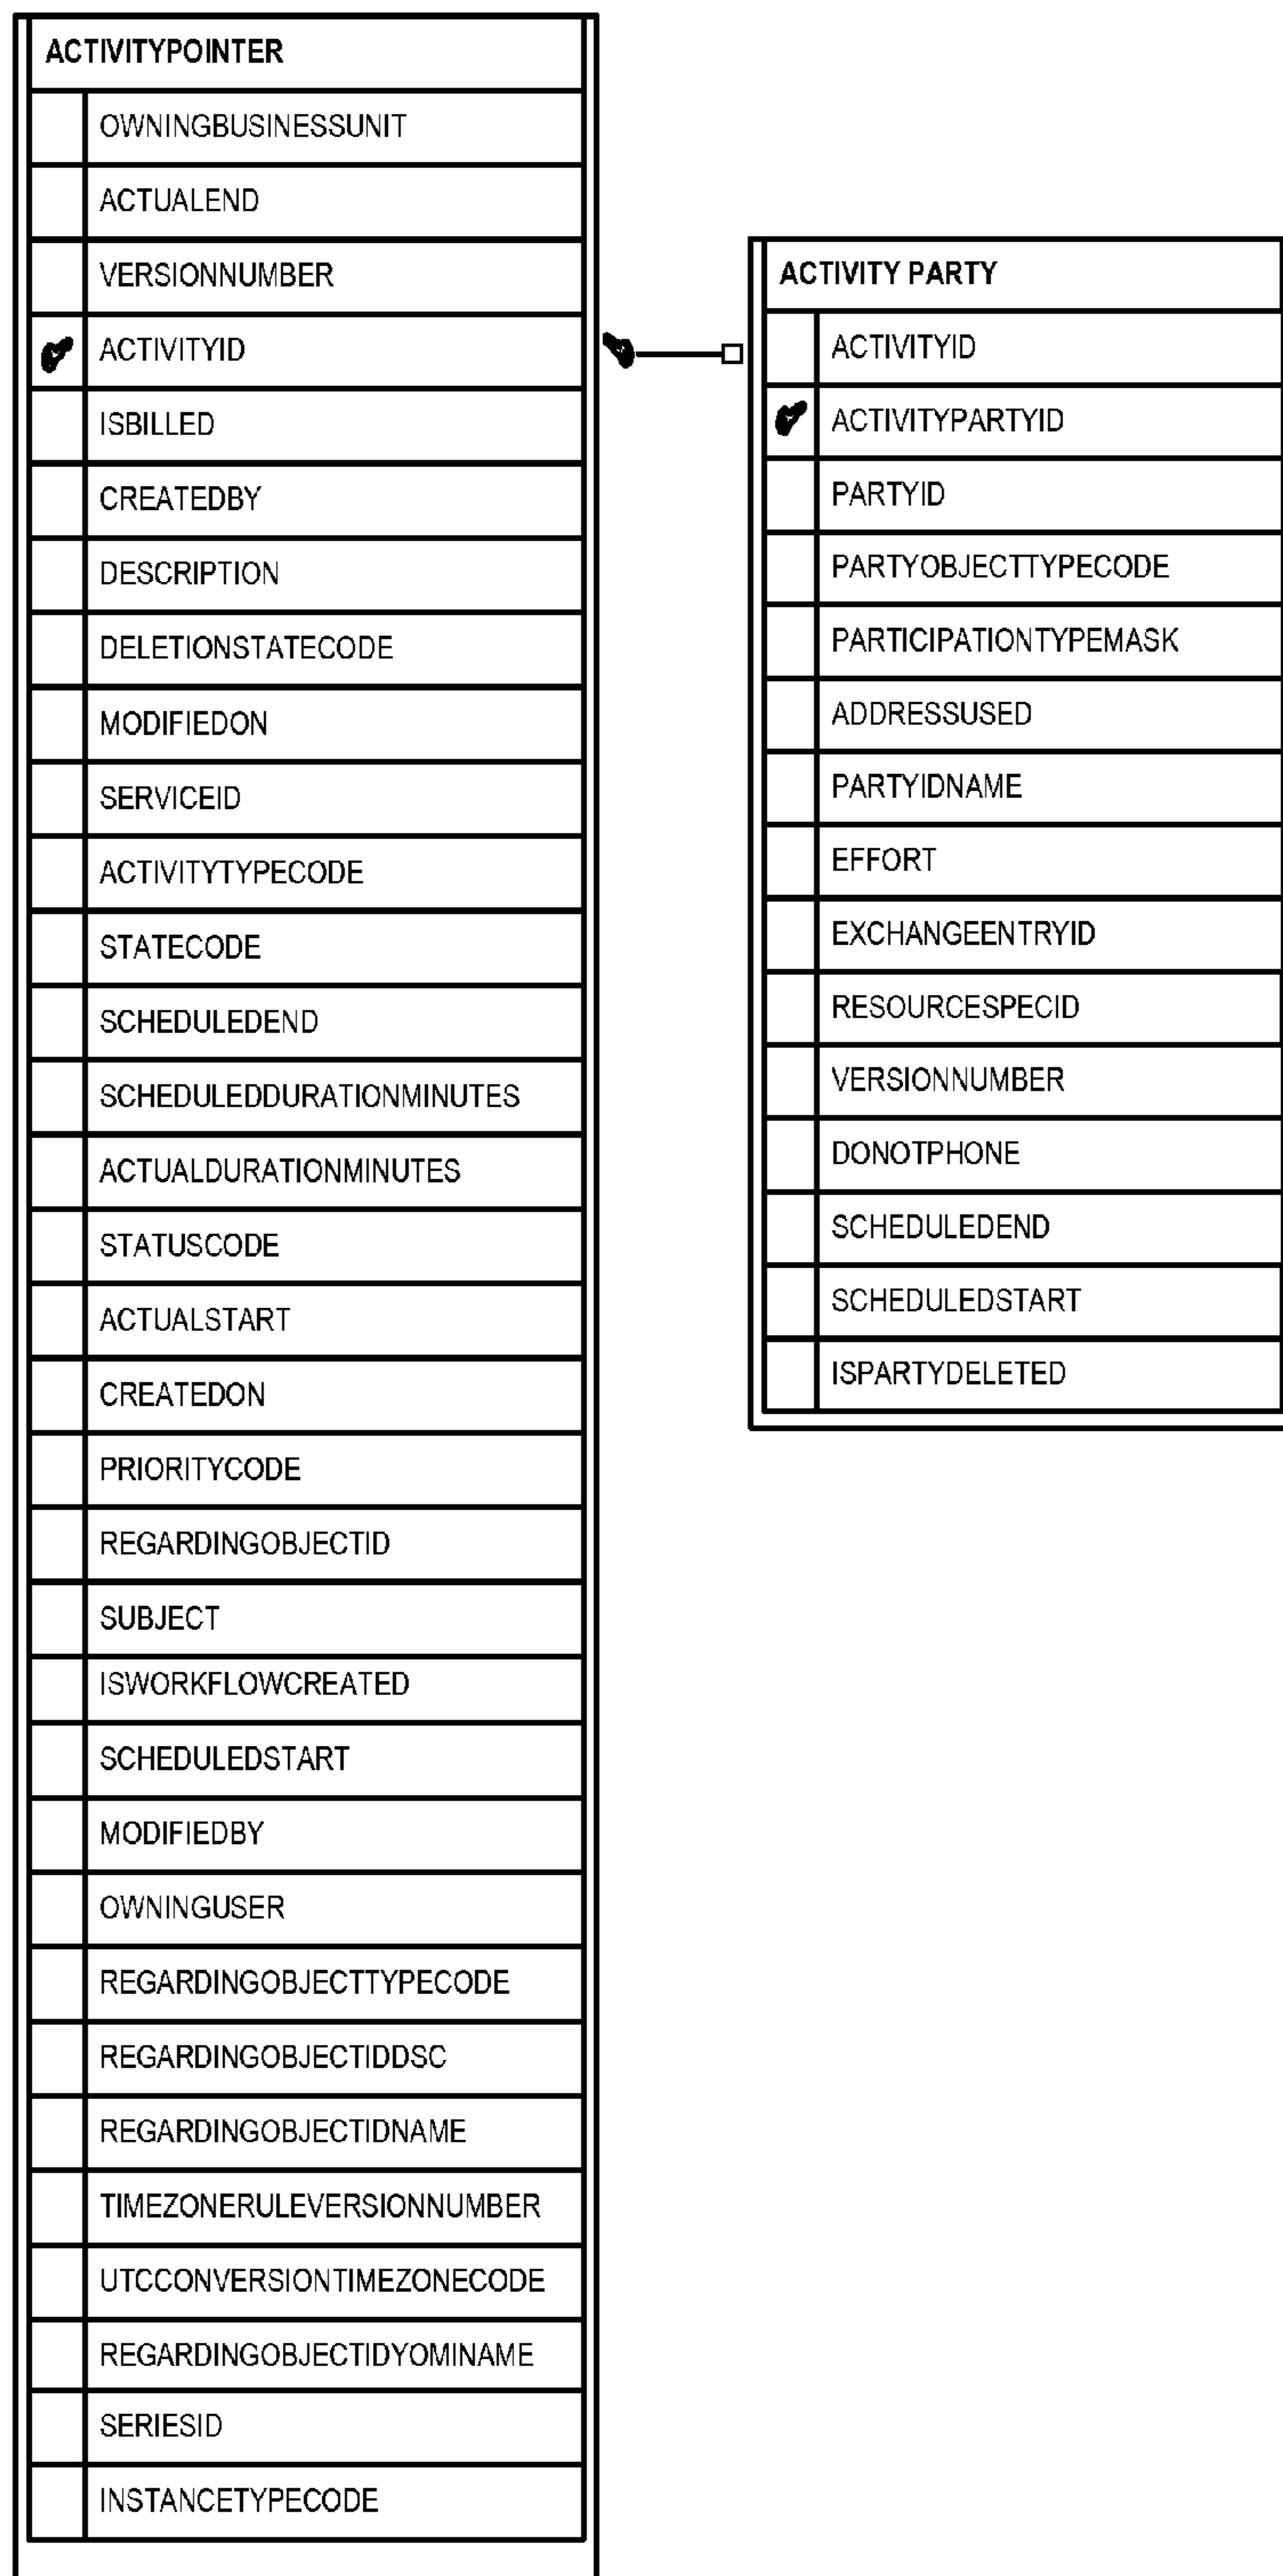 ACTIVITYPOINTER
OWNINGBUSINESSUNIT
ACTUALEND
VERSIONNUMBER
ACTIVITYID
ISBILLED
CREATEDBY
DESCRIPTION
DELETIONSTATECODE
MODIFIEDON
SERVICEID
ACTIVITYTYPECODE
STATECODE
SCHEDULEDEND
SCHEDULEDDURATIONMINUTES
ACTUALDURATIONMINUTES
STATUSCODE
ACTUALSTART
CREATEDON
PRIORITYCODE
REGARDINGOBJECTID
SUBJECT
ISWORKFLOWCREATED
SCHEDULEDSTART
MODIFIEDBY
OWNINGUSER
REGARDINGOBJECTTYPECODE
REGARDINGOBJECTIDDSC
REGARDINGOBJECTIDNAME
TIMEZONERULEVERSIONNUMBER
UTCCONVERSIONTIMEZONECODE
REGARDINGOBJECTIDYOMINAME
SERIESID
INSTANCETYPECODE
ACTIVITY PARTY
ACTIVITYID
ACTIVITYPARTYID
PARTYID
PARTYOBJECTTYPECODE
PARTICIPATIONTYPEMASK
ADDRESSUSED
PARTYIDNAME
EFFORT
EXCHANGEENTRYID
RESOURCESPECID
VERSIONNUMBER
DONOTPHONE
SCHEDULEDEND
SCHEDULEDSTART
ISPARTYDELETED